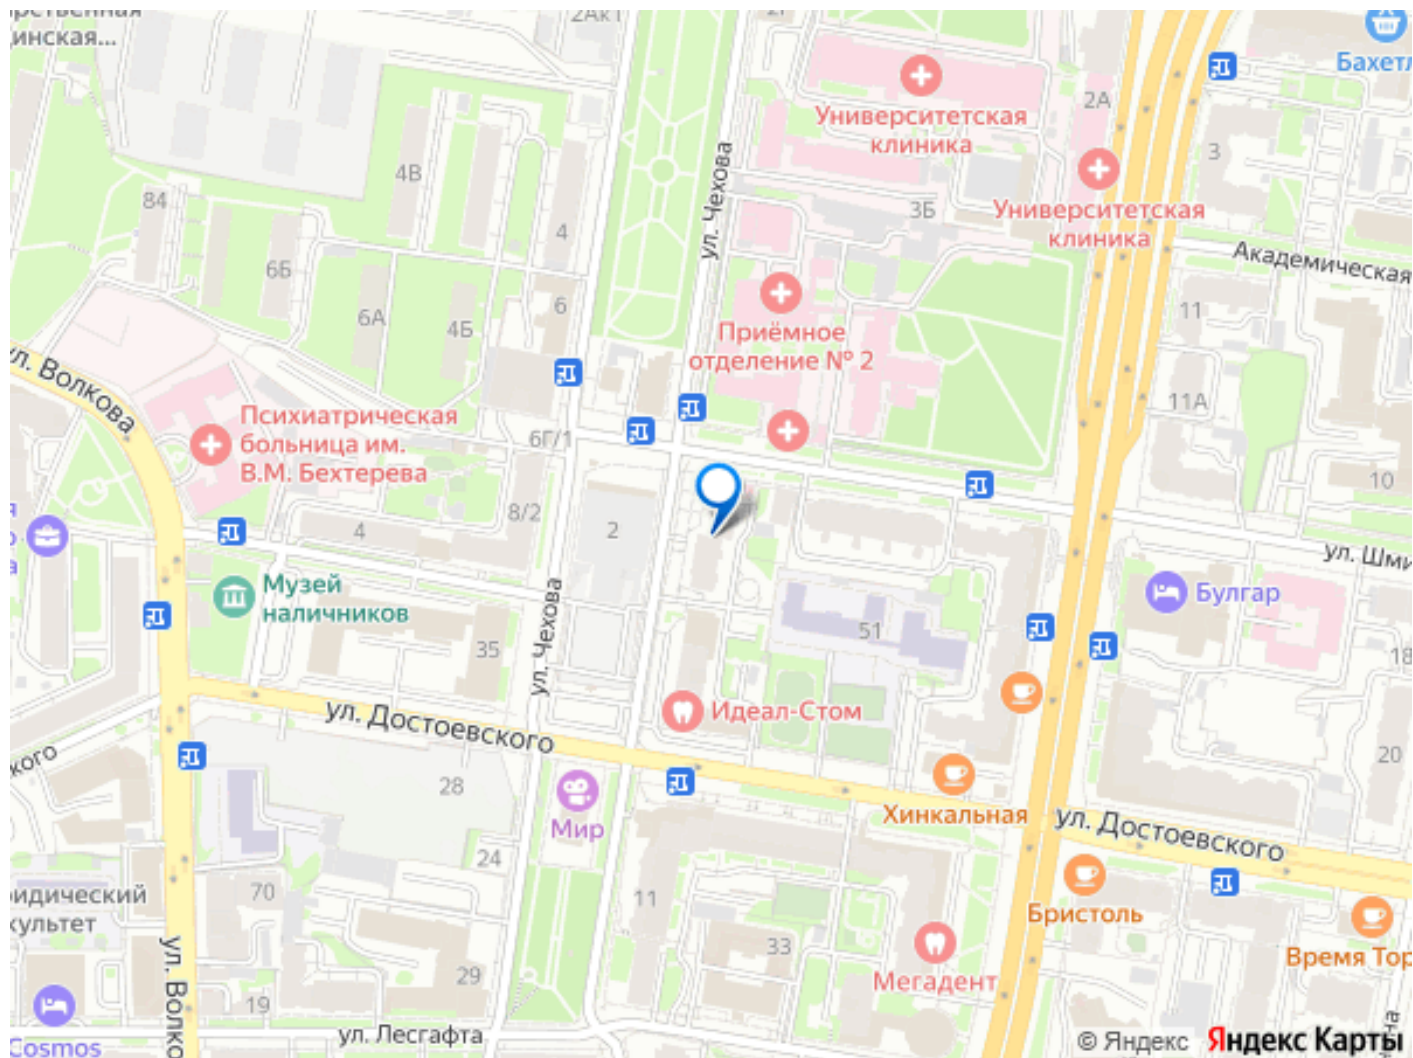 инская...
2Ак1
2Г
Бахетл
2А
Университетская
клиника
3
4В
ул. Чехова
84
3Б
Университетская
клиника
4
Академическая
6Б
6
11
6А
4Б
Приёмное
отделение № 2
ул. Волкова
11А
Психиатрическая
больница им.
В.М. Бехтерева
6Г/1
10
8/2
2
4
ул. Шми
Музей
наличников
Булгар
ул. Чехова
51
35
18
Идеал-Стом
ул. Достоевского
кого
20
28
Хинкальная
ул. Достоевского
Мир
24
70
идический
культет
11
Бристоль
33
Время Тор
ул. Волко
29
Мегадент
19
ул. Лесгафта
на
Cosmos
© Яндекс Яндекс Карты